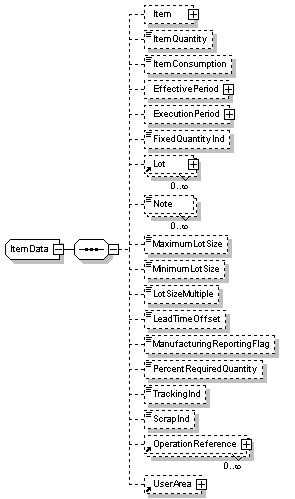 Item
ItemQuantity
ItemConsumption
EffectivePeriod
ExecutionPeriod
FixedQuantityInd
Lot
0..∞
Note
0..∞
ItemData
MaximumLotSize
MinimumLotSize
LotSizeMultiple
LeadTimeOffset
ManufacturingReportingFlag
PercentRequiredQuantity
TrackingInd
ScrapInd
OperationReference
0..∞
UserArea